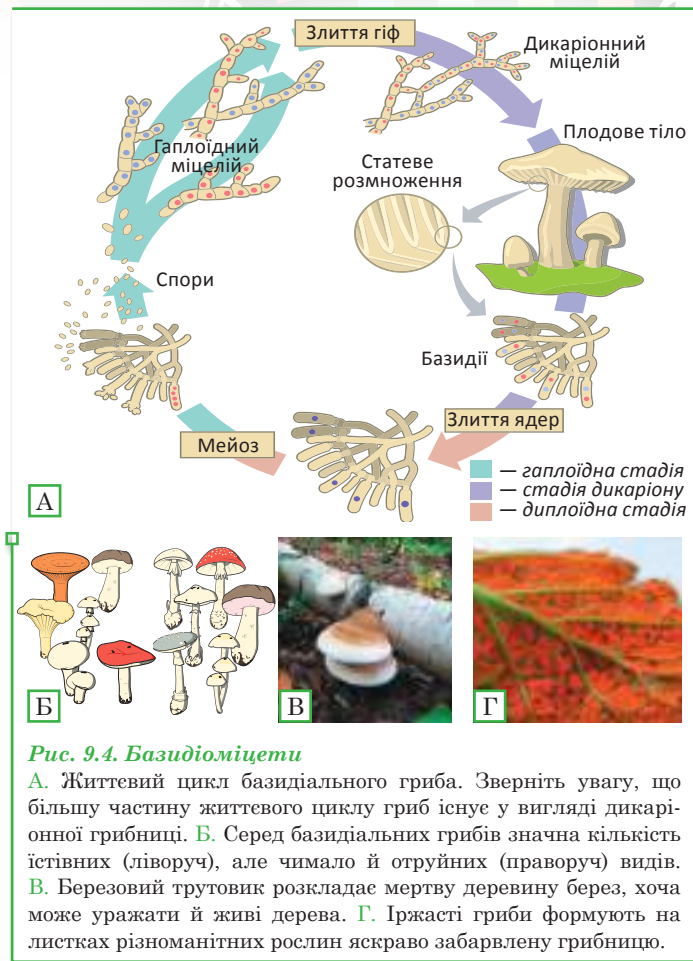 Злиття гіф
Дикаріонний
міцелій
Плодове тіло
Гаплоїдний
міцелій
Статеве
розмноження
Спори
Базидії
Злиття ядер
Мейоз
— гаплоїдна стадія
— стадія дикаріону
— диплоїдна стадія
А
Б
В
Г
Рис. 9.4. Базидіоміцети
А. Життєвий цикл базидіального гриба. Зверніть увагу, що
більшу частину життєвого циклу гриб існує у вигляді дикарі-
онної грибниці. Б. Серед базидіальних грибів значна кількість
їстівних (ліворуч), але чимало й отруйних (праворуч) видів.
В. Березовий трутовик розкладає мертву деревину берез, хоча
може уражати й живі дерева. Г. Іржасті гриби формують на
листках різноманітних рослин яскраво забарвлену грибницю.